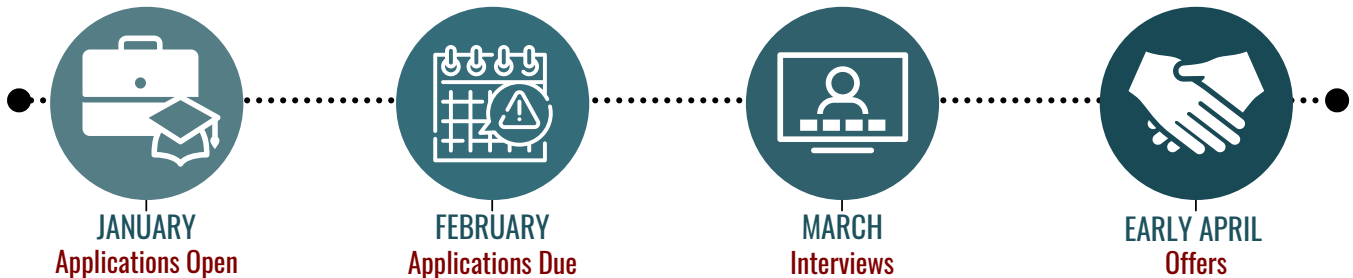 JANUARY
Applications Open
FEBRUARY
Applications Due
MARCH
Interviews
EARLY APRIL
Offers